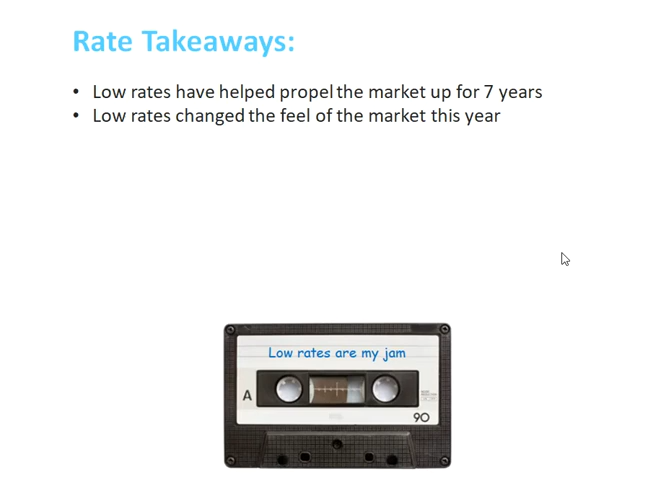 Rate Takeaways:
• Low rates have helped propel the market up for 7 years
• Low rates changed the feel of the market this year
Low rates are my jam
A
90